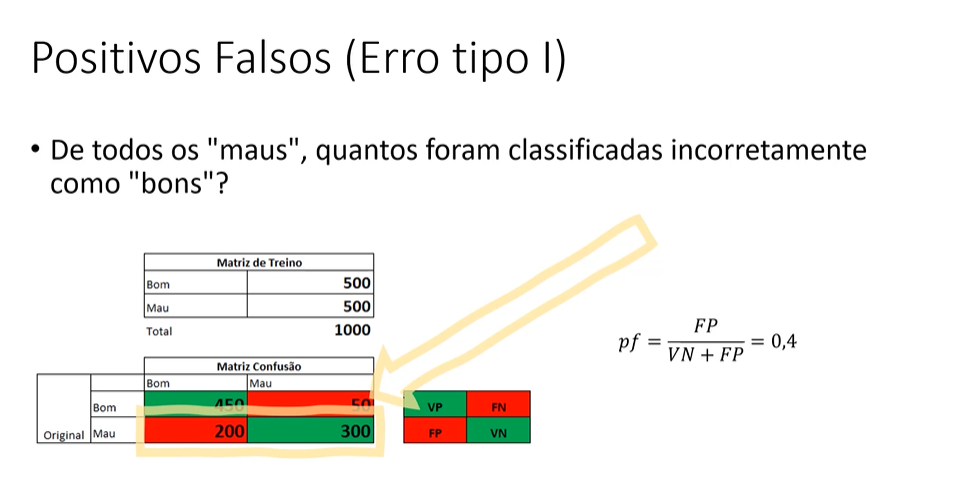 Positivos Falsos (Erro tipo I)
• De todos os "maus", quantos foram classificadas incorretamente
como "bons"?
Matriz de Treino
Bom 500
Mau 500
Total 1000
Matriz Confusão
Bom Mau
Bom 450 50
Original Mau 200 300
VP FN
FP VN
pf = FP / (VN + FP) = 0,4